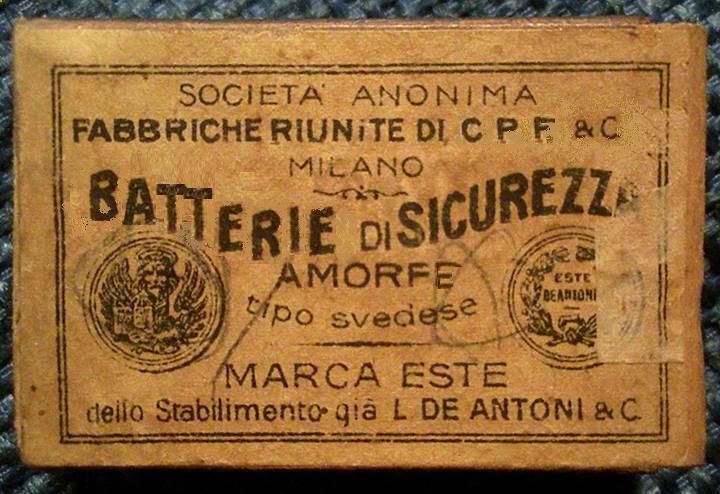 SOCIETA' ANONIMA
FABBRICHE RIUNITE DI C P F & C
MILANO
BATTERIE DI SICUREZZA
AMORFE
tipo svedese
ESTE
DEANTONI
MARCA ESTE
dello Stabilimento già L DE ANTONI & C.